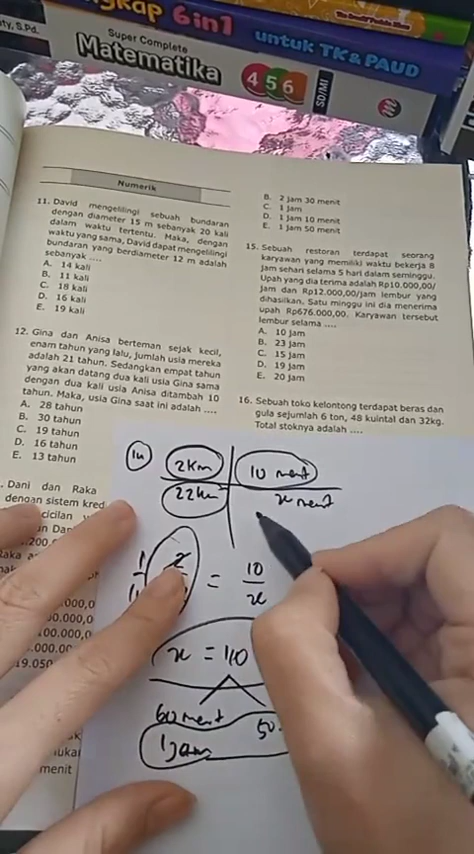 6in1
untuk TK & PAUD
Super Complete
Matematika
4 5 6
SD/MI
Numerik
11. David mengelilingi sebuah bundaran
dengan diameter 15 m sebanyak 20 kali
dalam waktu tertentu. Maka, dengan
waktu yang sama, David dapat mengelilingi
bundaran yang berdiameter 12 m adalah
sebanyak ....
A. 14 kali
B. 11 kali
C. 18 kali
D. 16 kali
E. 19 kali
12. Gina dan Anisa berteman sejak kecil,
enam tahun yang lalu, jumlah usia mereka
adalah 21 tahun. Sedangkan empat tahun
yang akan datang dua kali usia Gina sama
dengan dua kali usia Anisa ditambah 10
tahun. Maka, usia Gina saat ini adalah ....
A. 28 tahun
B. 30 tahun
C. 19 tahun
D. 16 tahun
E. 13 tahun
Dani dan Raka
dengan sistem
cicilan
menit
B. 2 jam 30 menit
C. 1 jam
D. 1 jam 10 menit
E. 1 jam 50 menit
15. Sebuah restoran terdapat seorang
karyawan yang memiliki waktu bekerja 8
jam sehari selama 5 hari dalam seminggu.
Upah yang dia terima adalah Rp10.000,00/
jam dan Rp12.000,00/jam lembur yang
dihasilkan. Satu minggu ini dia menerima
upah Rp676.000,00. Karyawan tersebut
lembur selama ....
A. 10 jam
B. 23 jam
C. 15 jam
D. 19 jam
E. 20 jam
16. Sebuah toko kelontong terdapat beras dan
gula sejumlah 6 ton, 48 kuintal dan 32kg.
Total stoknya adalah ....
14 2km 10 menit
22km x menit
= 10/x
x = 110
60 menit 50
1 jam